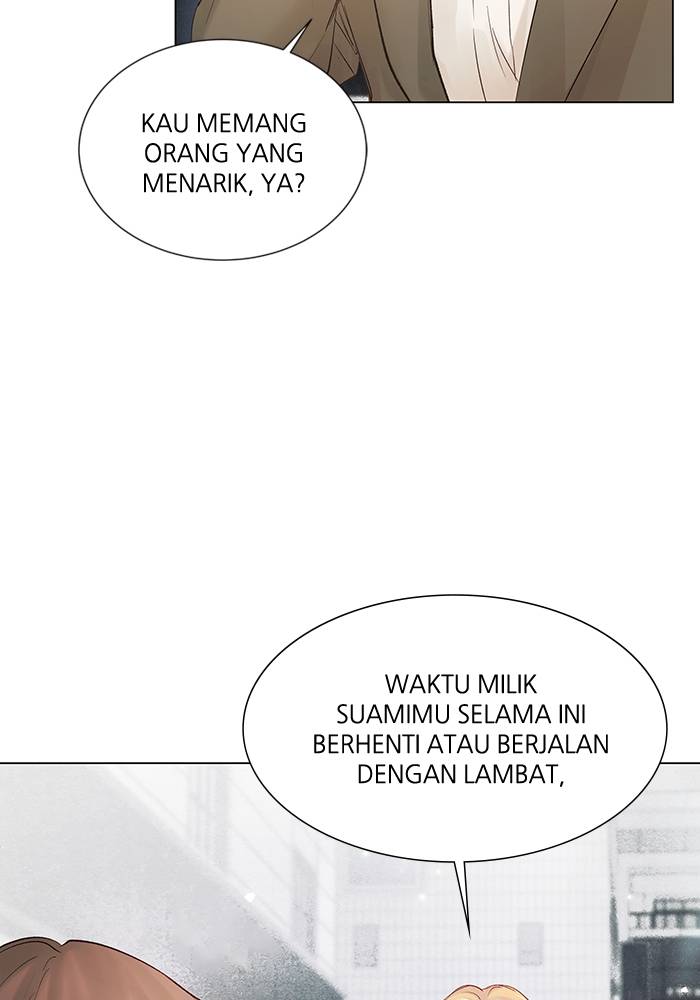 KAU MEMANG
ORANG YANG
MENARIK, YA?
WAKTU MILIK
SUAMIMU SELAMA INI
BERHENTI ATAU BERJALAN
DENGAN LAMBAT,